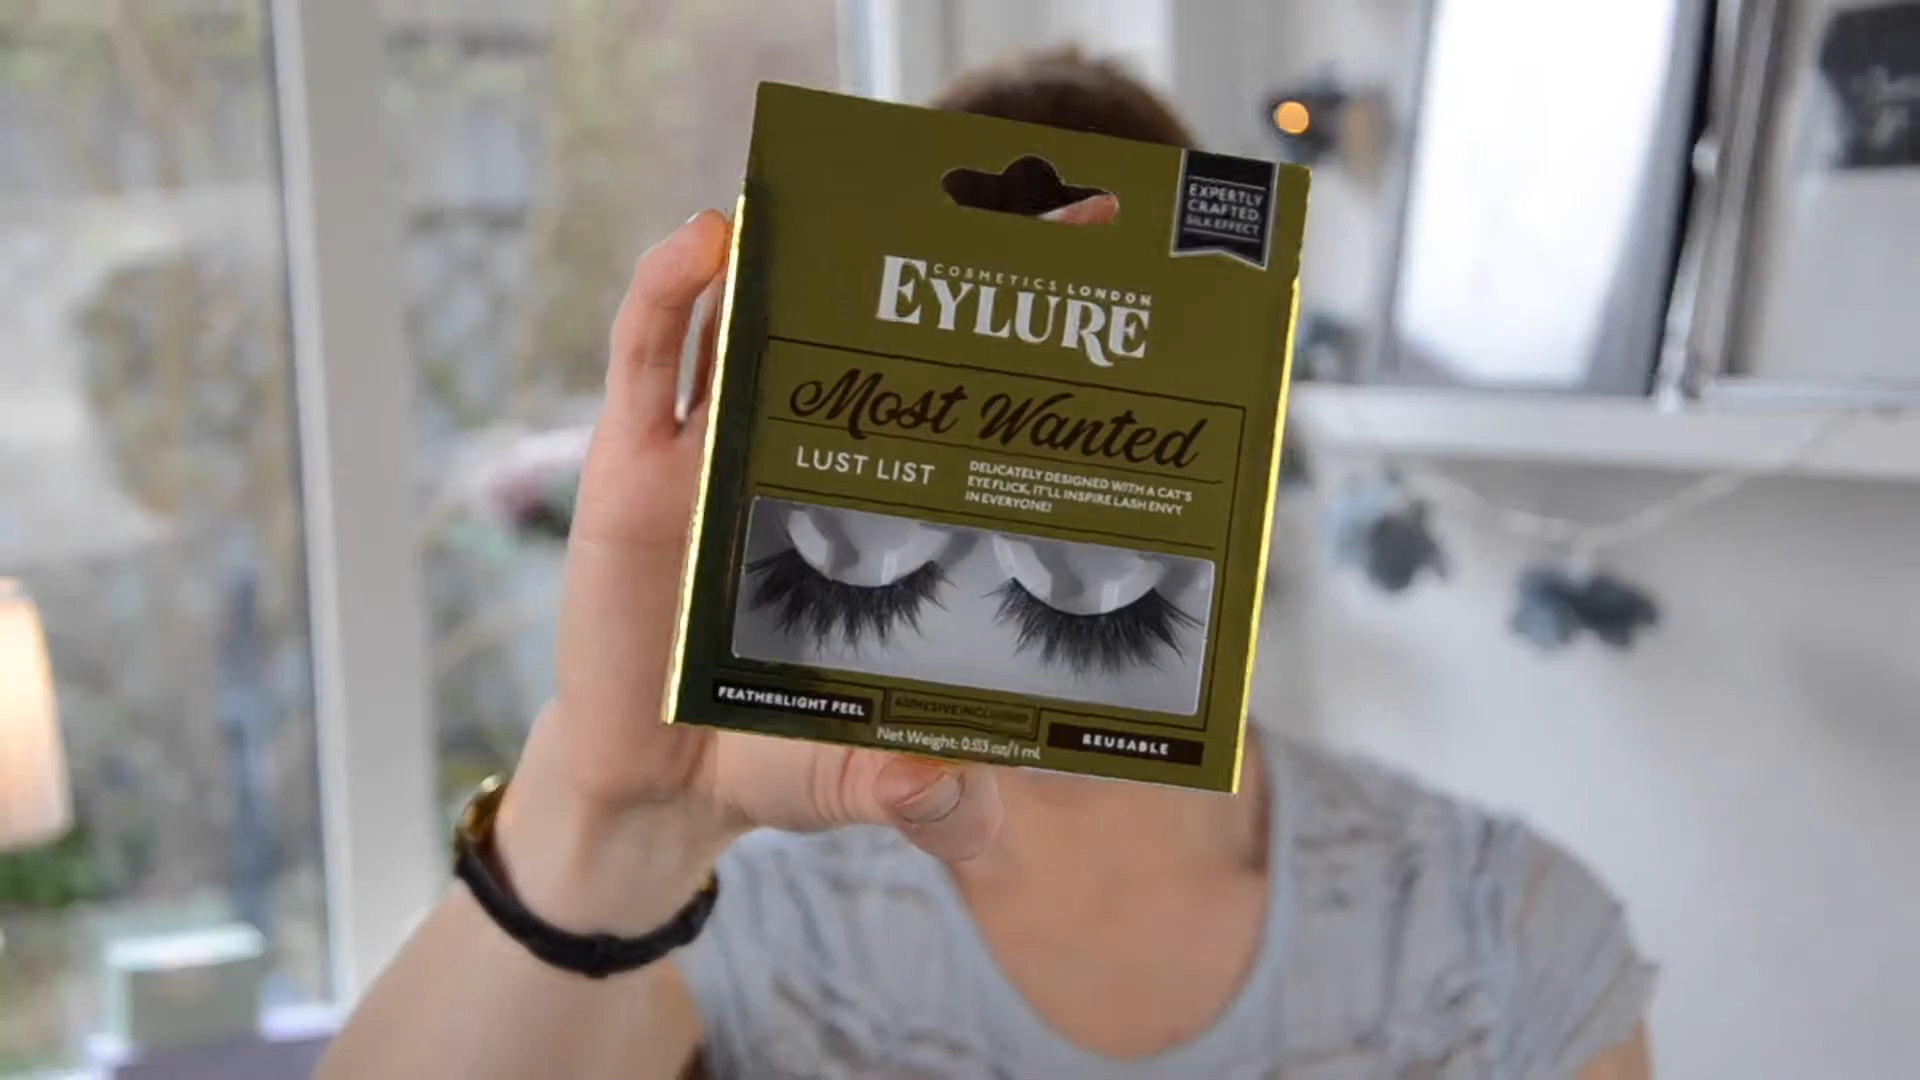 EXPERTLY
CRAFTED.
SILK EFFECT
COSMETICS LONDON
EYLURE
Most Wanted
LUST LIST
DELICATELY DESIGNED WITH A CAT'S
EYE FLICK, IT'LL INSPIRE LASH ENVY
IN EVERYONE!
FEATHERLIGHT FEEL
ADHESIVE INCLUDED
REUSABLE
Net Weight: 0.03 oz/1 ml